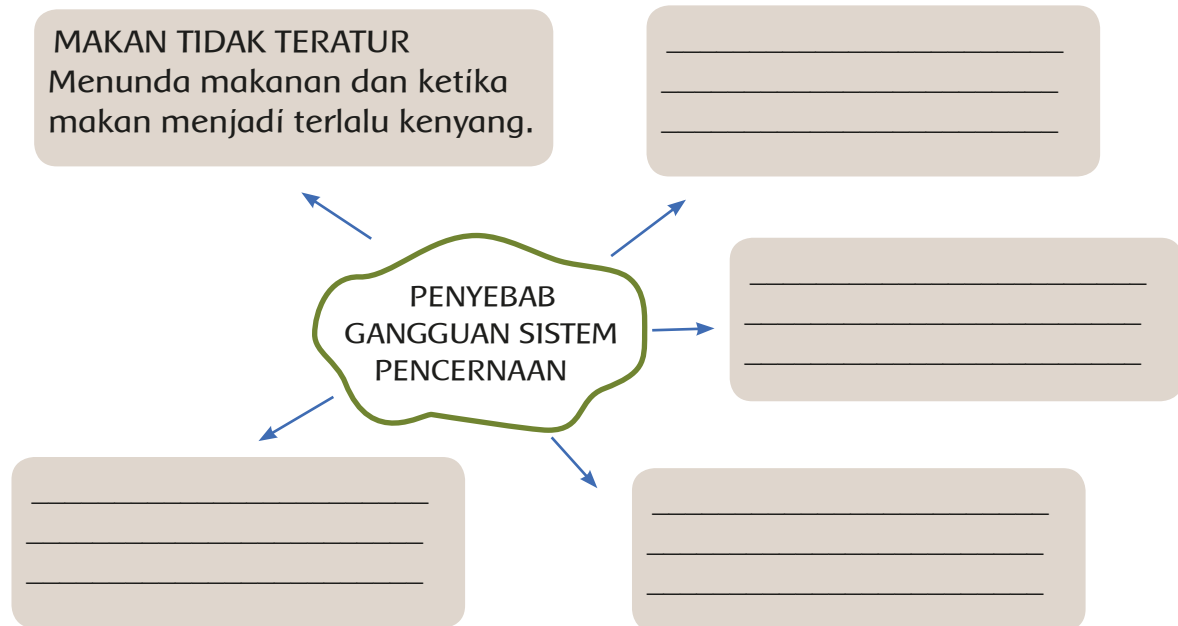 MAKAN TIDAK TERATUR
Menunda makanan dan ketika
makan menjadi terlalu kenyang.
PENYEBAB
GANGGUAN SISTEM
PENCERNAAN